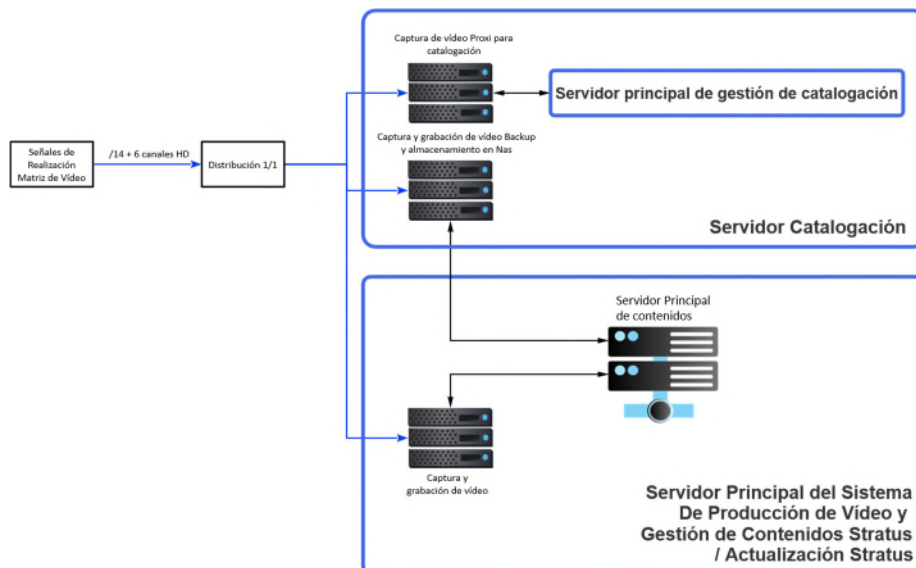 Captura de vídeo Proxi para
catalogación
Servidor principal de gestión de catalogación
Señales de
Realización
Matriz de Vídeo
/14 + 6 canales HD
Distribución 1/1
Captura y grabación de vídeo Backup
y almacenamiento en Nas
Servidor Catalogación
Servidor Principal
de contenidos
Captura y
grabación de vídeo
Servidor Principal del Sistema
De Producción de Vídeo y
Gestión de Contenidos Stratus
/ Actualización Stratus